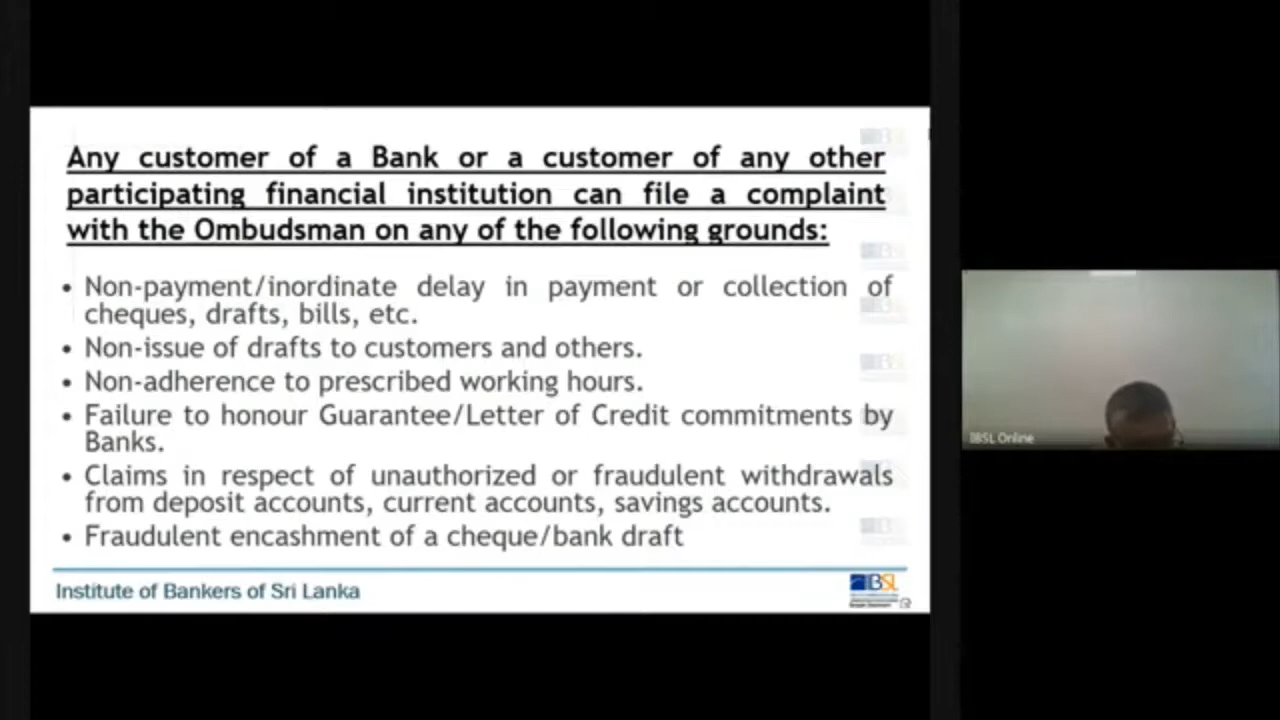 Any customer of a Bank or a customer of any other
participating financial institution can file a complaint
with the Ombudsman on any of the following grounds:
• Non-payment/inordinate delay in payment or collection of
cheques, drafts, bills, etc.
• Non-issue of drafts to customers and others.
• Non-adherence to prescribed working hours.
• Failure to honour Guarantee/Letter of Credit commitments by
Banks.
• Claims in respect of unauthorized or fraudulent withdrawals
from deposit accounts, current accounts, savings accounts.
• Fraudulent encashment of a cheque/bank draft
Institute of Bankers of Sri Lanka
IBSL
IBSL Online